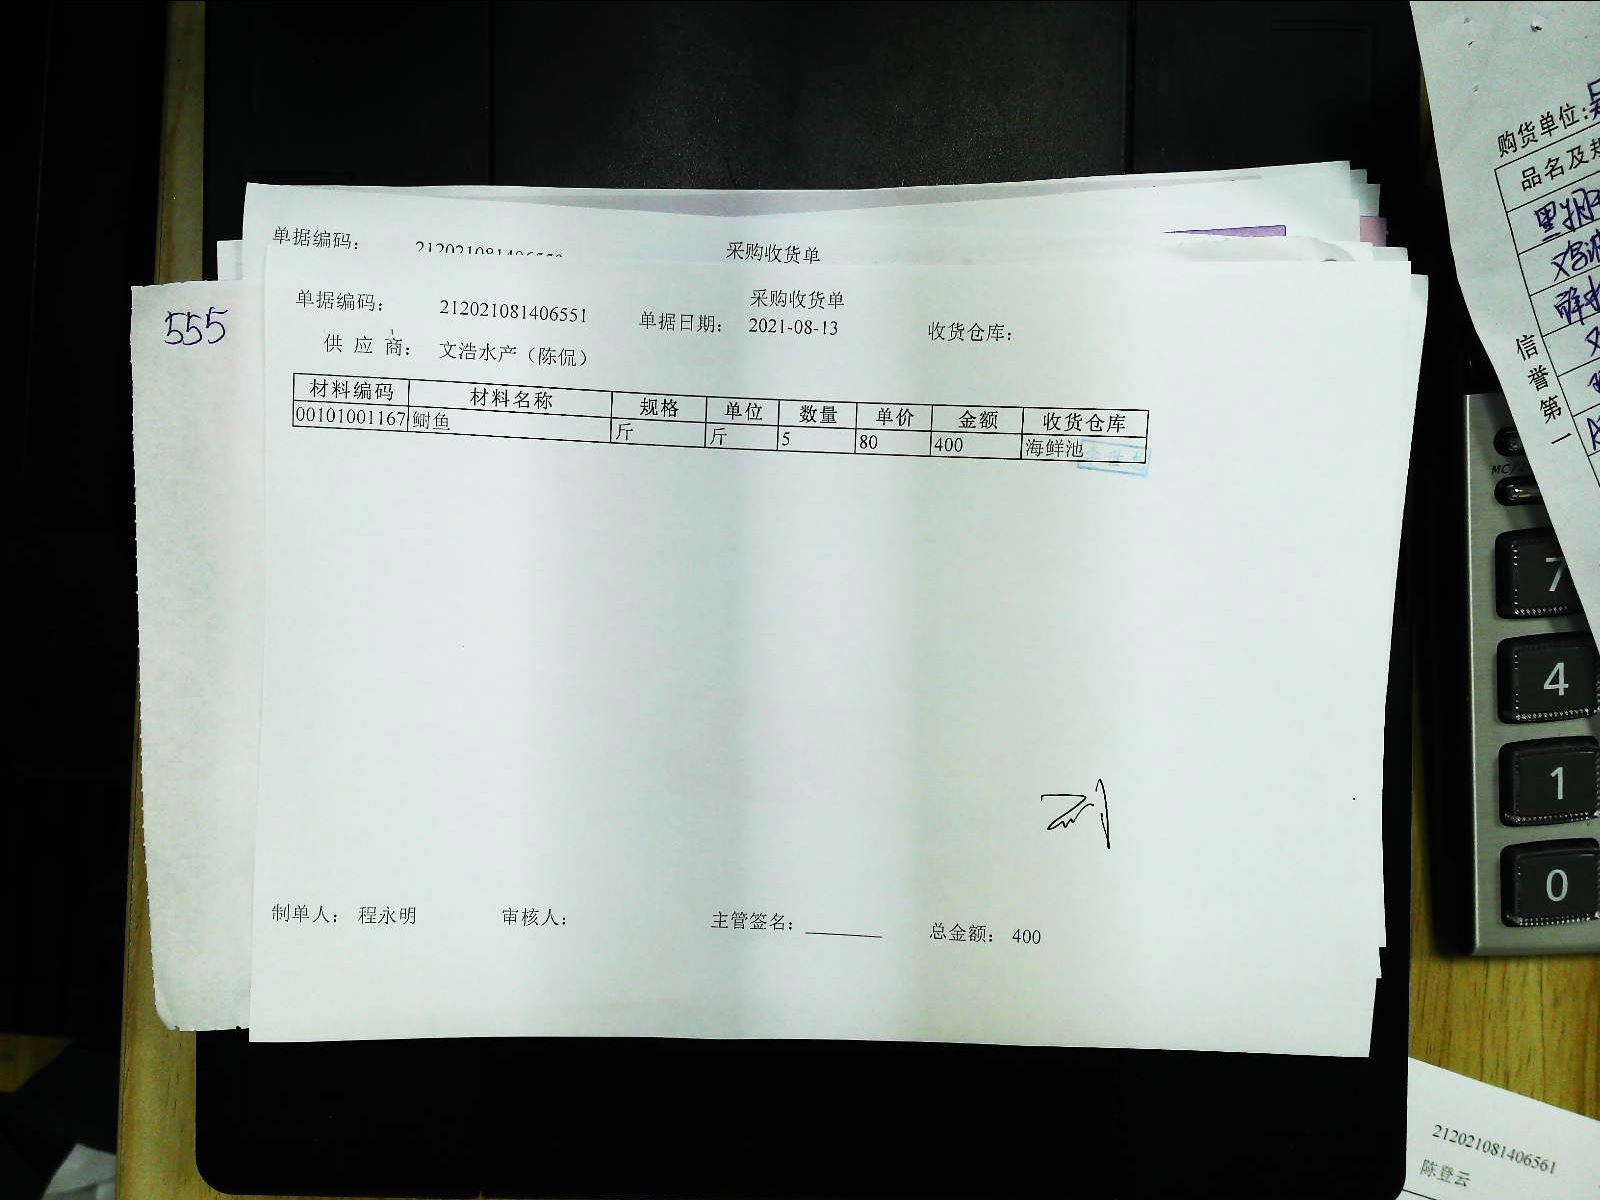 单据编码：
采购收货单
555
采购收货单
单据编码： 212021081406551 单据日期： 2021-08-13 收货仓库：
供 应 商： 文浩水产（陈侃）
材料编码 材料名称 规格 单位 数量 单价 金额 收货仓库
00101001167 鲥鱼 斤 斤 5 80 400 海鲜池
制单人： 程永明 审核人： 主管签名： 总金额： 400
购货单位：
品名及规
信誉第一
7
4
1
0
212021081406561
陈登云